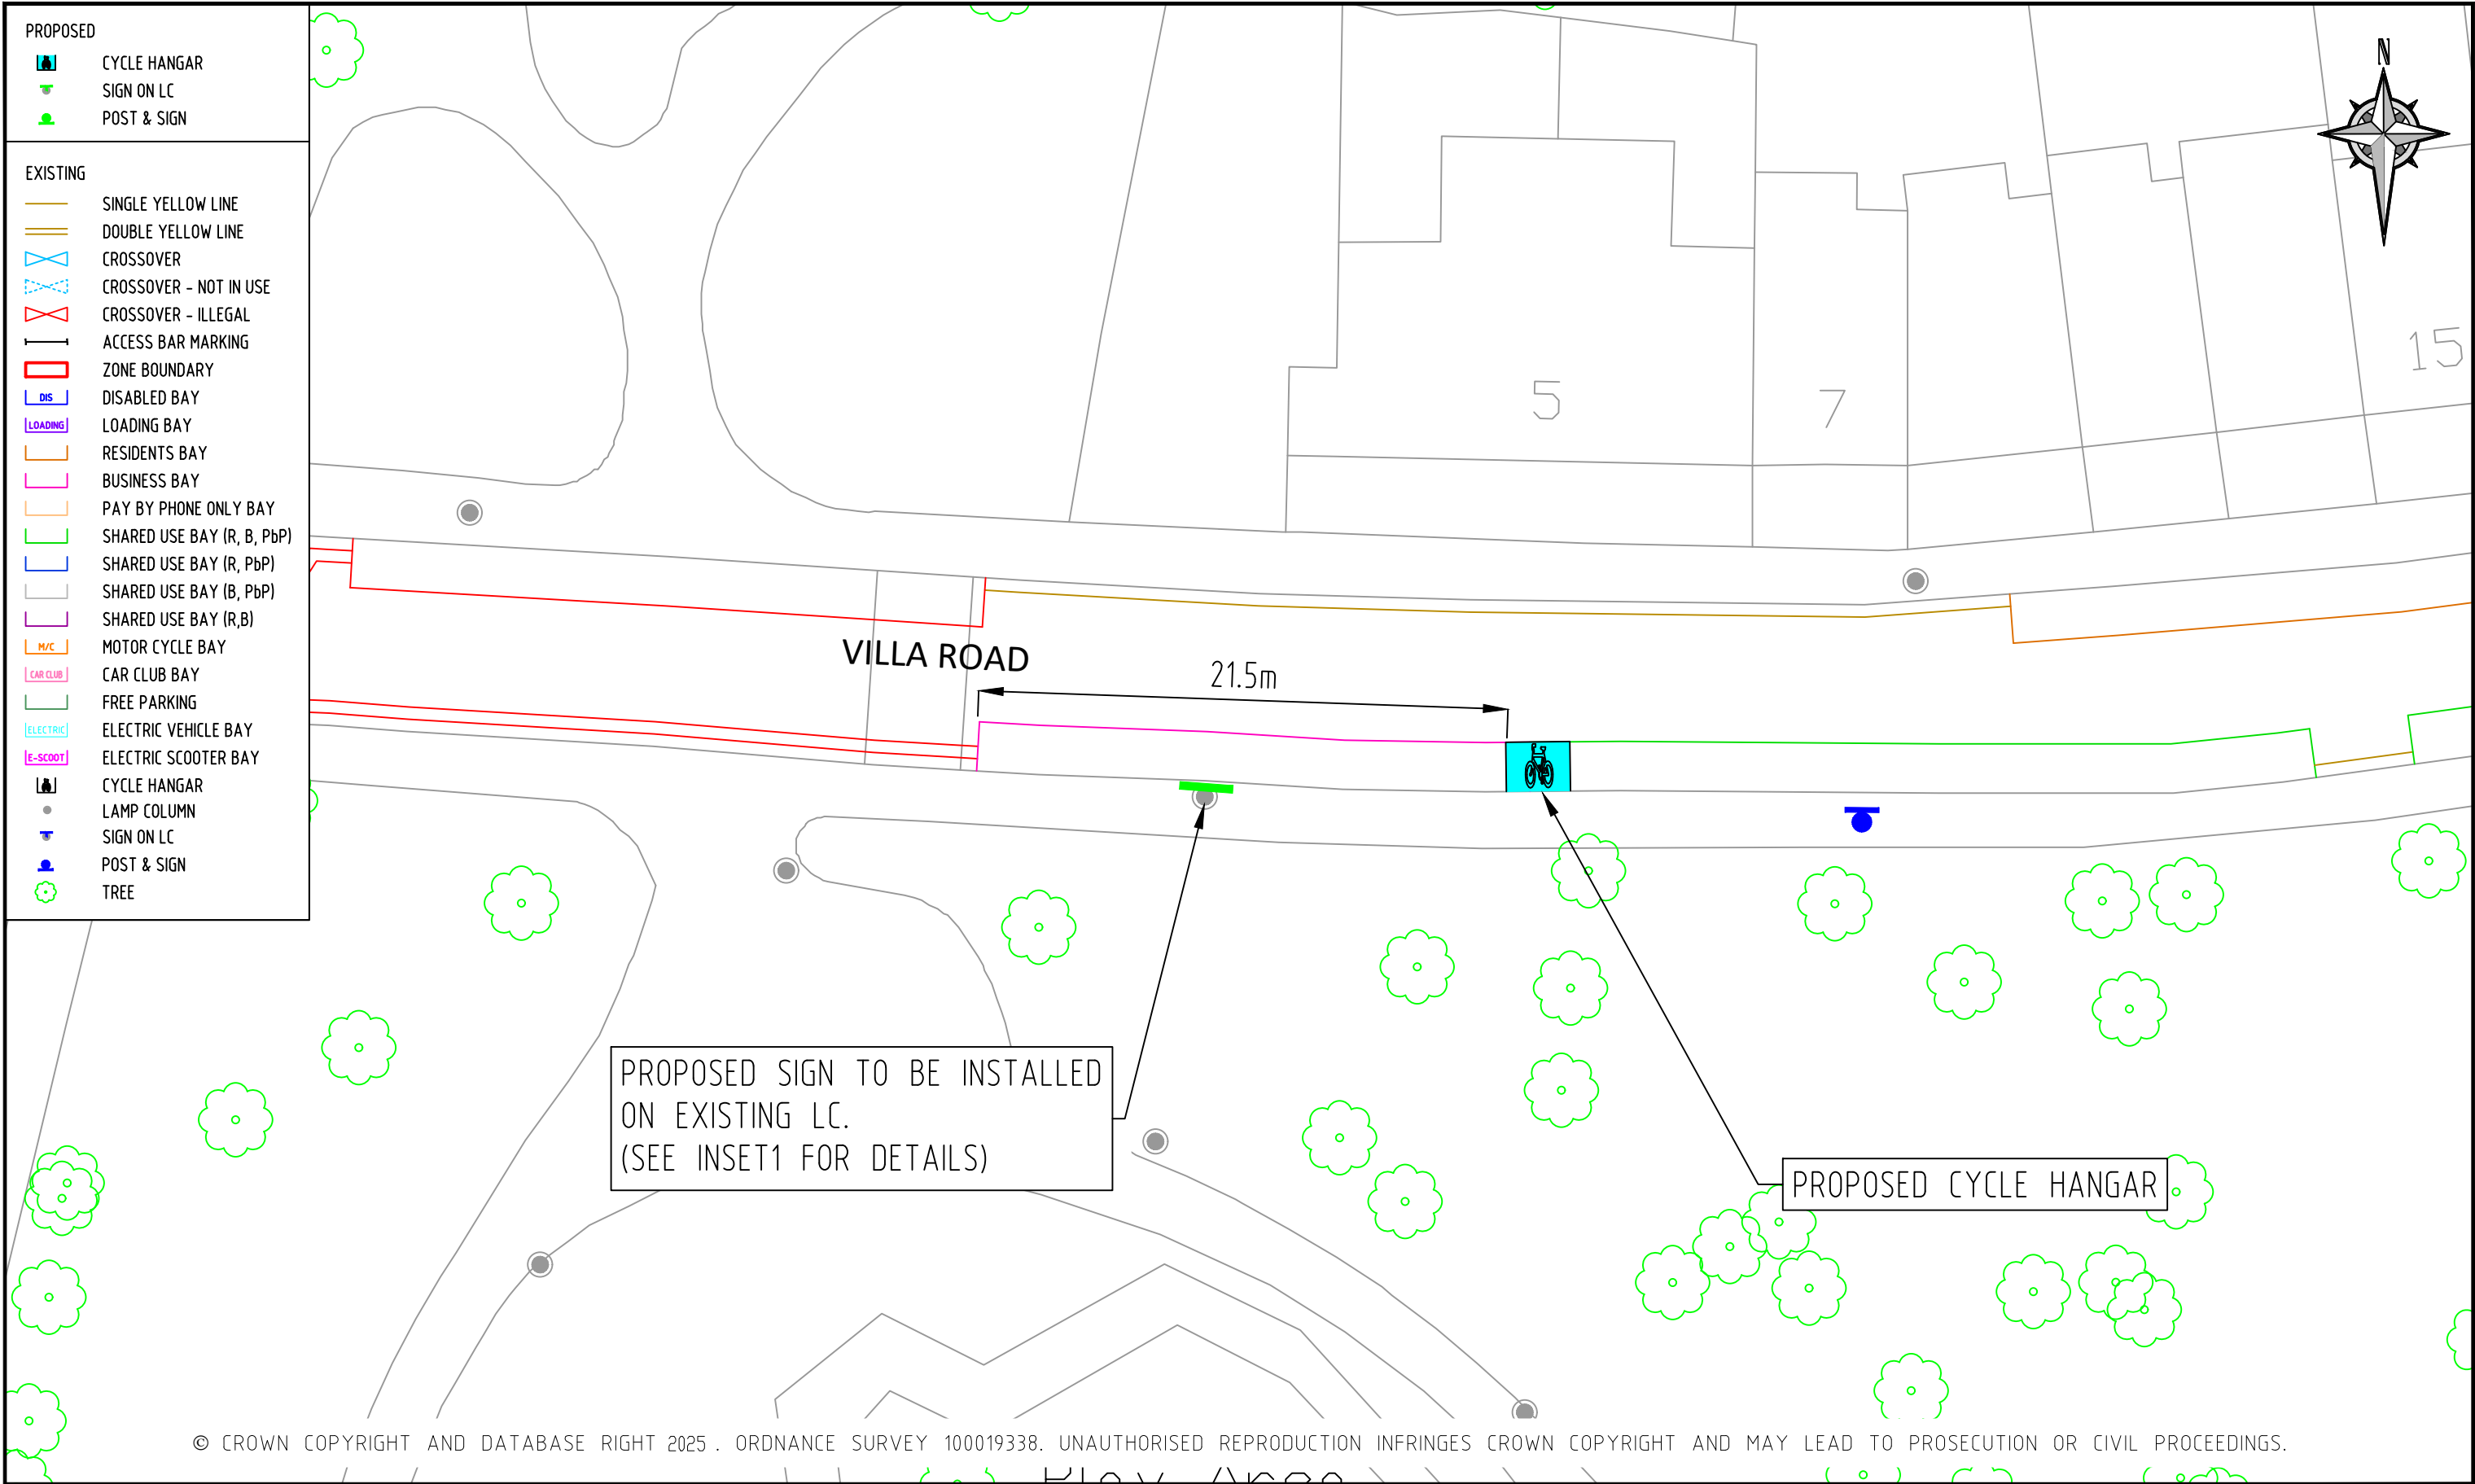 PROPOSED
CYCLE HANGAR
SIGN ON LC
POST & SIGN
EXISTING
SINGLE YELLOW LINE
DOUBLE YELLOW LINE
CROSSOVER
CROSSOVER - NOT IN USE
CROSSOVER - ILLEGAL
ACCESS BAR MARKING
ZONE BOUNDARY
DIS DISABLED BAY
LOADING LOADING BAY
RESIDENTS BAY
BUSINESS BAY
PAY BY PHONE ONLY BAY
SHARED USE BAY (R, B, PbP)
SHARED USE BAY (R, PbP)
SHARED USE BAY (B, PbP)
SHARED USE BAY (R,B)
M/C MOTOR CYCLE BAY
CAR CLUB CAR CLUB BAY
FREE PARKING
ELECTRIC ELECTRIC VEHICLE BAY
E-SCOOT ELECTRIC SCOOTER BAY
CYCLE HANGAR
LAMP COLUMN
SIGN ON LC
POST & SIGN
TREE
N
15
5
7
VILLA ROAD
21.5m
PROPOSED SIGN TO BE INSTALLED
ON EXISTING LC.
(SEE INSET1 FOR DETAILS)
PROPOSED CYCLE HANGAR
© CROWN COPYRIGHT AND DATABASE RIGHT 2025 . ORDNANCE SURVEY 100019338. UNAUTHORISED REPRODUCTION INFRINGES CROWN COPYRIGHT AND MAY LEAD TO PROSECUTION OR CIVIL PROCEEDINGS.
Play Area